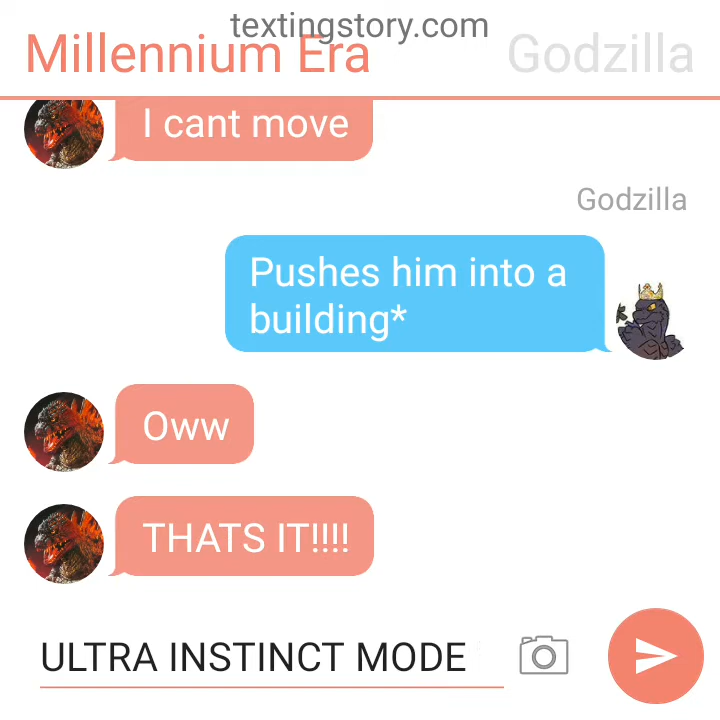 textingstory.com
Millennium Era
Godzilla
I cant move
Godzilla
Pushes him into a
building*
Oww
THATS IT!!!!
ULTRA INSTINCT MODE